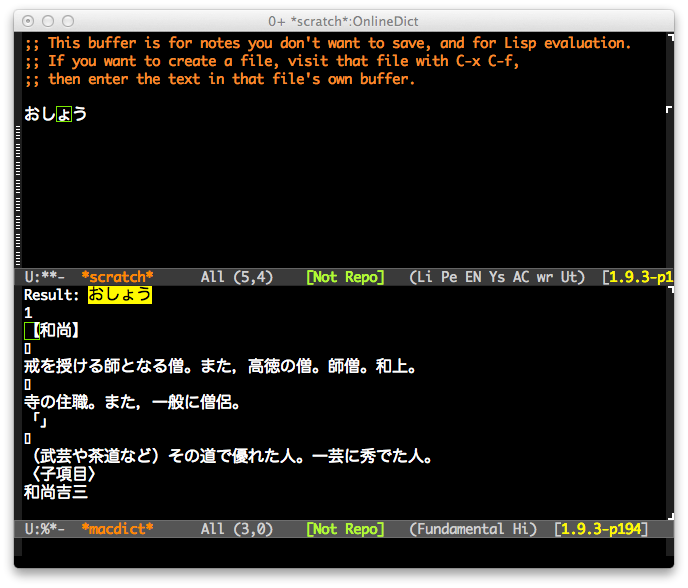 0+ *scratch*:OnlineDict
;; This buffer is for notes you don't want to save, and for Lisp evaluation.
;; If you want to create a file, visit that file with C-x C-f,
;; then enter the text in that file's own buffer.
おしょう
U:**-  *scratch*      All (5,4)    [Not Repo]   (Li Pe EN Ys AC wr Ut)  [1.9.3-p1
Result: おしょう
1
【和尚】
▯
戒を授ける師となる僧。また，高徳の僧。師僧。和上。
▯
寺の住職。また，一般に僧侶。
「」
▯
（武芸や茶道など）その道で優れた人。一芸に秀でた人。
〈子項目〉
和尚吉三
U:%*-  *macdict*      All (3,0)    [Not Repo]   (Fundamental Hi)  [1.9.3-p194]